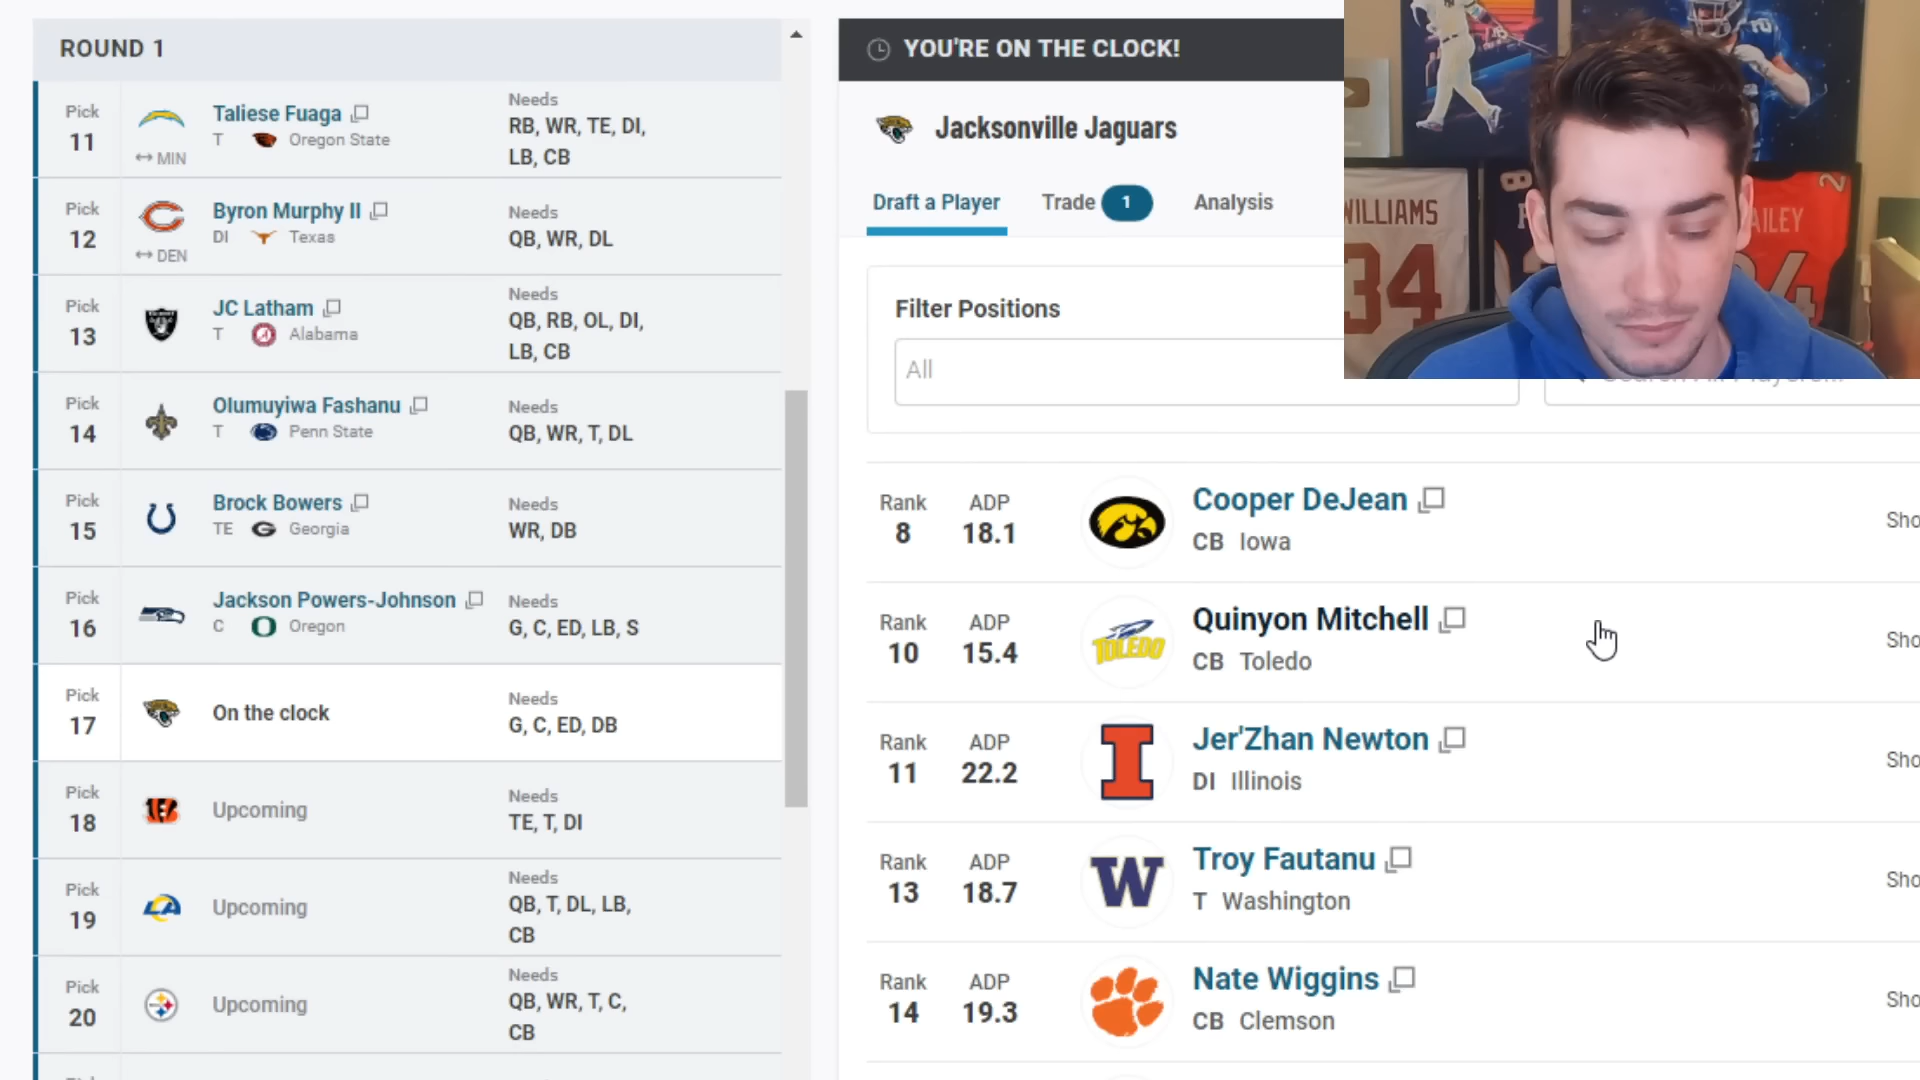 ROUND 1
Pick
11
MIN
Taliese Fuaga
T Oregon State
Needs
RB, WR, TE, DI,
LB, CB
Pick
12
DEN
Byron Murphy II
DI Texas
Needs
QB, WR, DL
Pick
13
JC Latham
T Alabama
Needs
QB, RB, OL, DI,
LB, CB
Pick
14
Olumuyiwa Fashanu
T Penn State
Needs
QB, WR, T, DL
Pick
15
Brock Bowers
TE Georgia
Needs
WR, DB
Pick
16
Jackson Powers-Johnson
C Oregon
Needs
G, C, ED, LB, S
Pick
17
On the clock
Needs
G, C, ED, DB
Pick
18
Upcoming
Needs
TE, T, DI
Pick
19
Upcoming
Needs
QB, T, DL, LB,
CB
Pick
20
Upcoming
Needs
QB, WR, T, C,
CB
YOU'RE ON THE CLOCK!
Jacksonville Jaguars
Draft a Player Trade 1 Analysis
Filter Positions
All
Rank ADP
8 18.1
Cooper DeJean
CB Iowa
Sho
Rank ADP
10 15.4
TOLEDO
Quinyon Mitchell
CB Toledo
Sho
Rank ADP
11 22.2
Jer'Zhan Newton
DI Illinois
Sho
Rank ADP
13 18.7
W
Troy Fautanu
T Washington
Sho
Rank ADP
14 19.3
Nate Wiggins
CB Clemson
Sho
WILLIAMS
34
AILEY
2